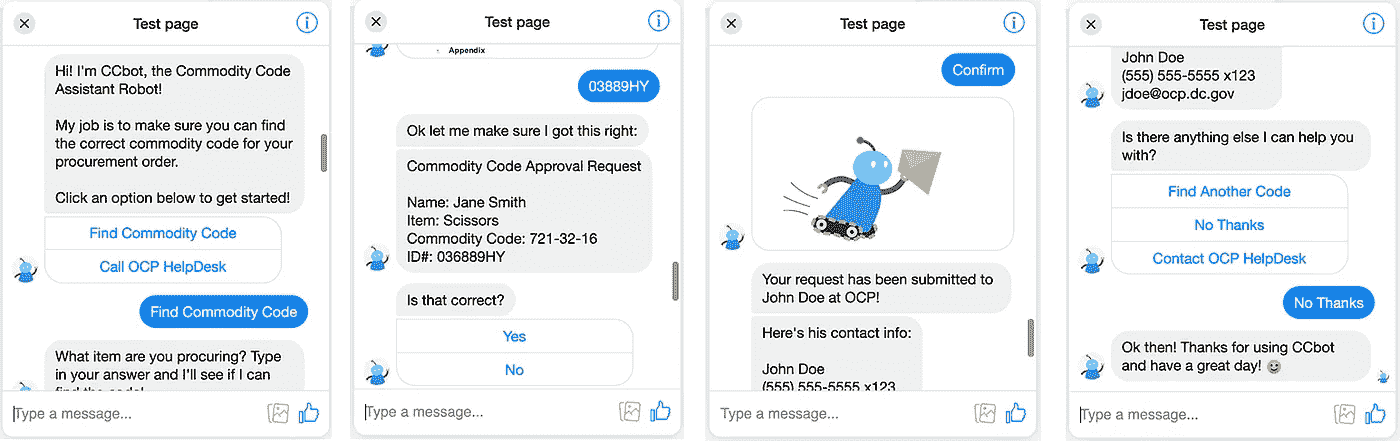 Test page
Hi! I'm CCbot, the Commodity Code
Assistant Robot!
My job is to make sure you can find
the correct commodity code for your
procurement order.
Click an option below to get started!
Find Commodity Code
Call OCP HelpDesk
Find Commodity Code
What item are you procuring? Type
in your answer and I'll see if I can
find the code!
Type a message...
Test page
Appendix
03889HY
Ok let me make sure I got this right:
Commodity Code Approval Request
Name: Jane Smith
Item: Scissors
Commodity Code: 721-32-16
ID#: 036889HY
Is that correct?
Yes
No
Type a message...
Test page
Confirm
Your request has been submitted to
John Doe at OCP!
Here's his contact info:
John Doe
(555) 555-5555 x123
Type a message...
Test page
John Doe
(555) 555-5555 x123
jdoe@ocp.dc.gov
Is there anything else I can help you
with?
Find Another Code
No Thanks
Contact OCP HelpDesk
No Thanks
Ok then! Thanks for using CCbot
and have a great day! 🙂
Type a message...